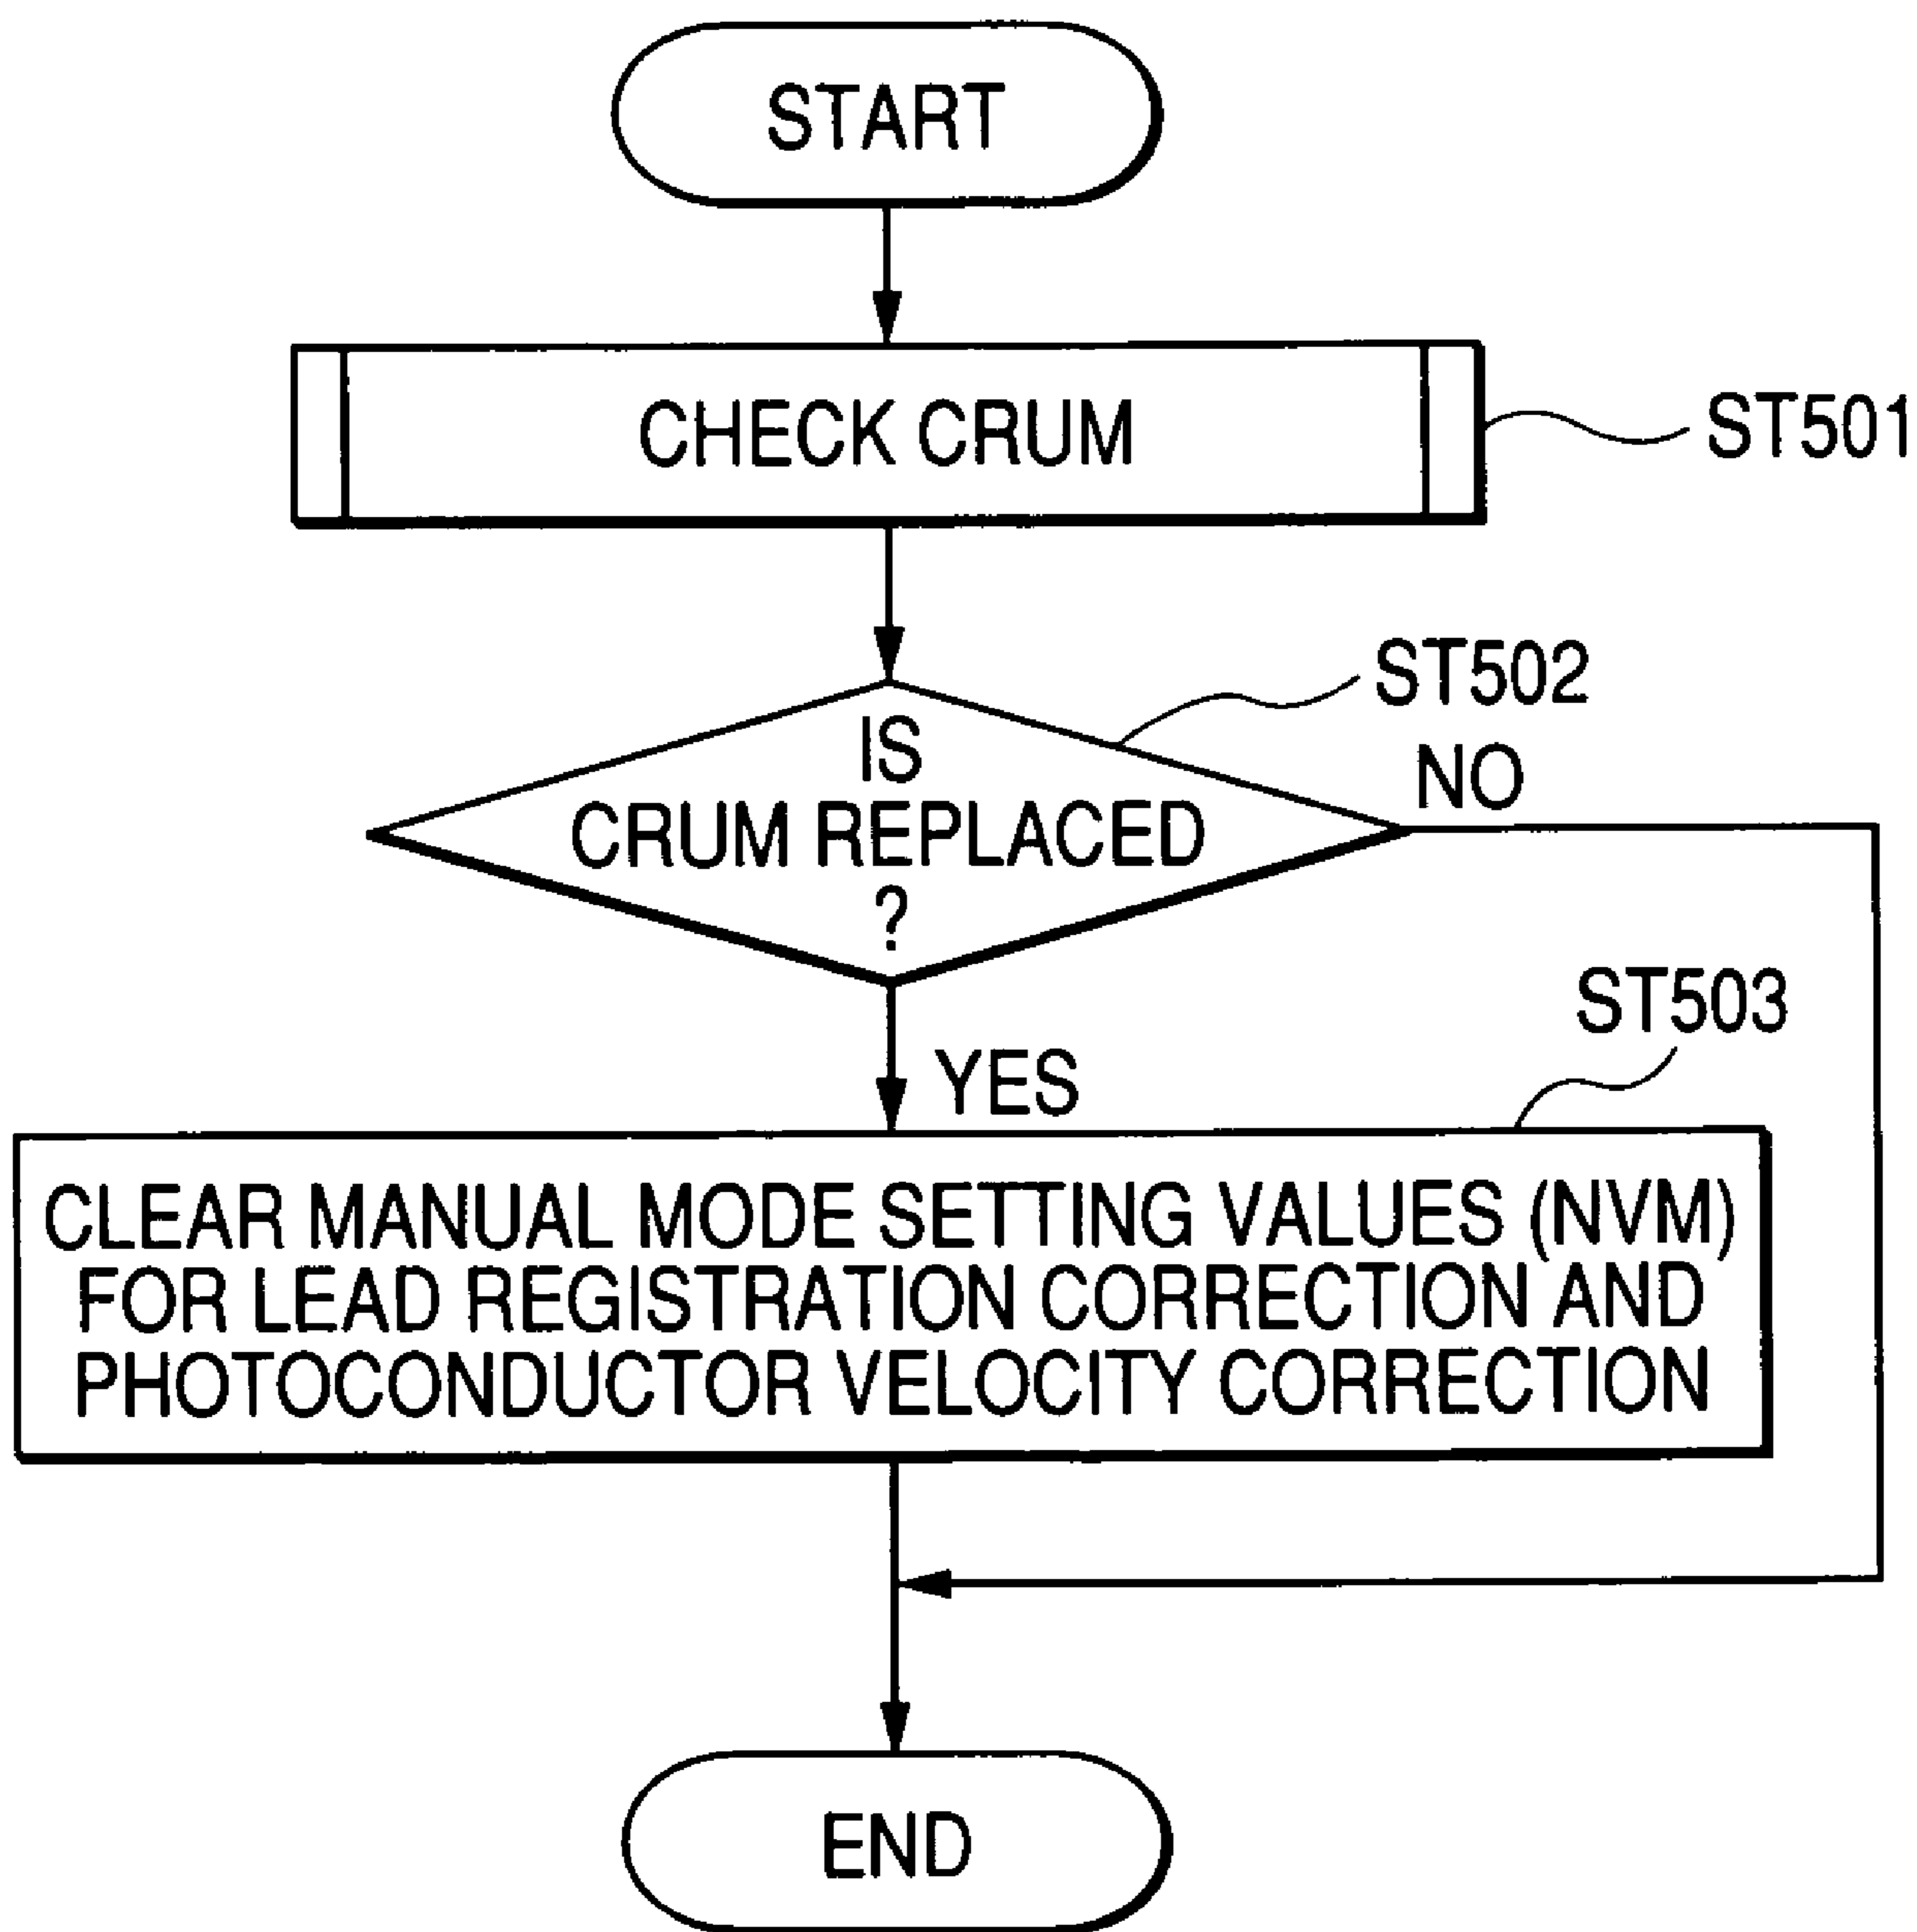 START
CHECK CRUM
ST501
ST502
IS
CRUM REPLACED
?
NO
YES
ST503
CLEAR MANUAL MODE SETTING VALUES (NVM)
FOR LEAD REGISTRATION CORRECTION AND
PHOTOCONDUCTOR VELOCITY CORRECTION
END